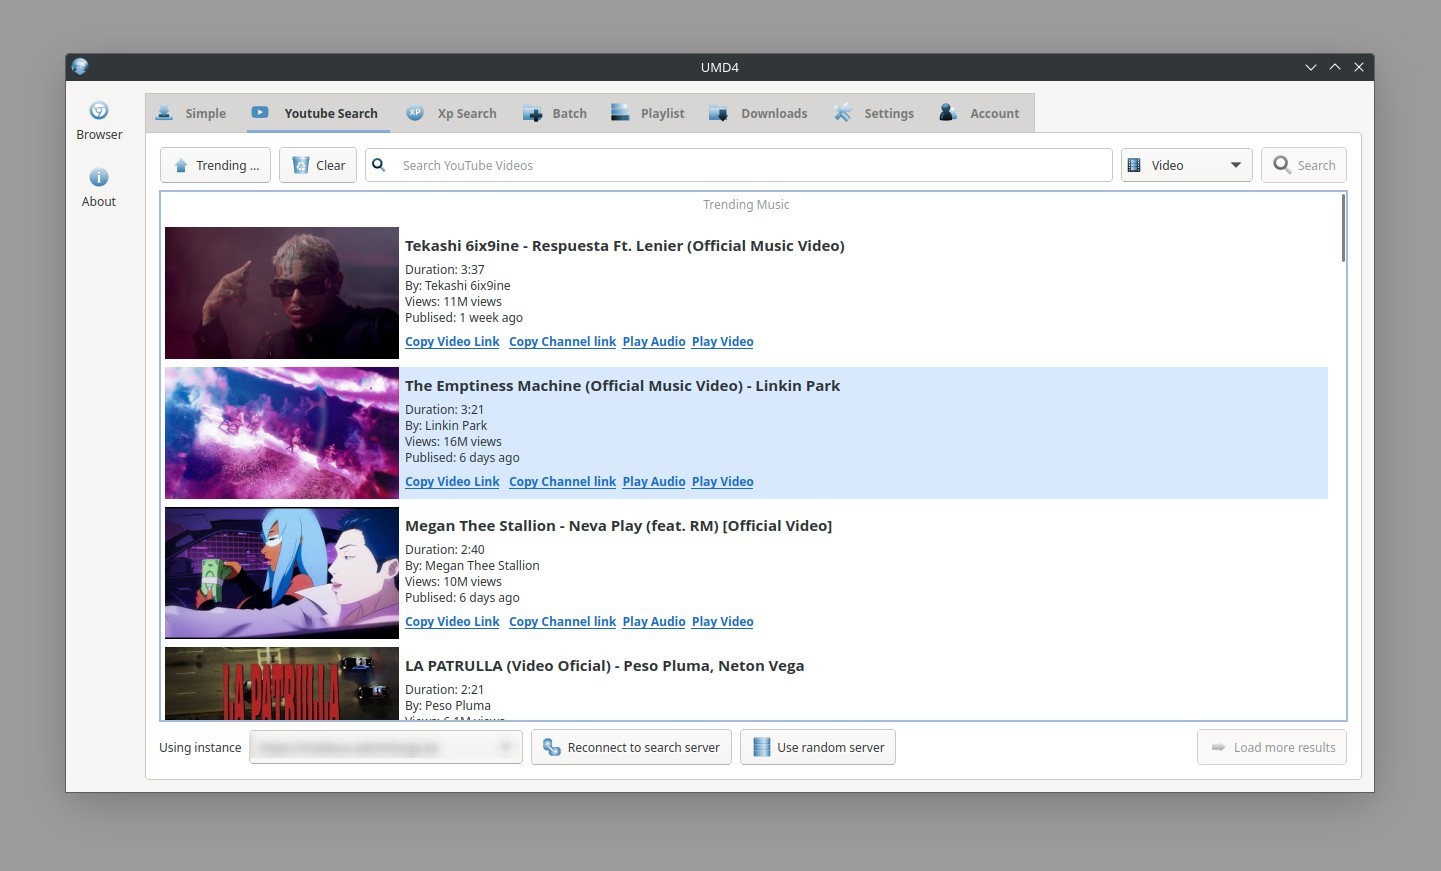 UMD4
Browser
About
Simple
Youtube Search
XP
Xp Search
Batch
Playlist
Downloads
Settings
Account
Trending ...
Clear
Search YouTube Videos
Video
Search
Trending Music
Tekashi 6ix9ine - Respuesta Ft. Lenier (Official Music Video)
Duration: 3:37
By: Tekashi 6ix9ine
Views: 11M views
Publised: 1 week ago
Copy Video Link Copy Channel link Play Audio Play Video
The Emptiness Machine (Official Music Video) - Linkin Park
Duration: 3:21
By: Linkin Park
Views: 16M views
Publised: 6 days ago
Copy Video Link Copy Channel link Play Audio Play Video
Megan Thee Stallion - Neva Play (feat. RM) [Official Video]
Duration: 2:40
By: Megan Thee Stallion
Views: 10M views
Publised: 6 days ago
Copy Video Link Copy Channel link Play Audio Play Video
LA PATRULLA
LA PATRULLA (Video Oficial) - Peso Pluma, Neton Vega
Duration: 2:21
By: Peso Pluma
Views: 6.1M views
Using instance
Reconnect to search server
Use random server
Load more results